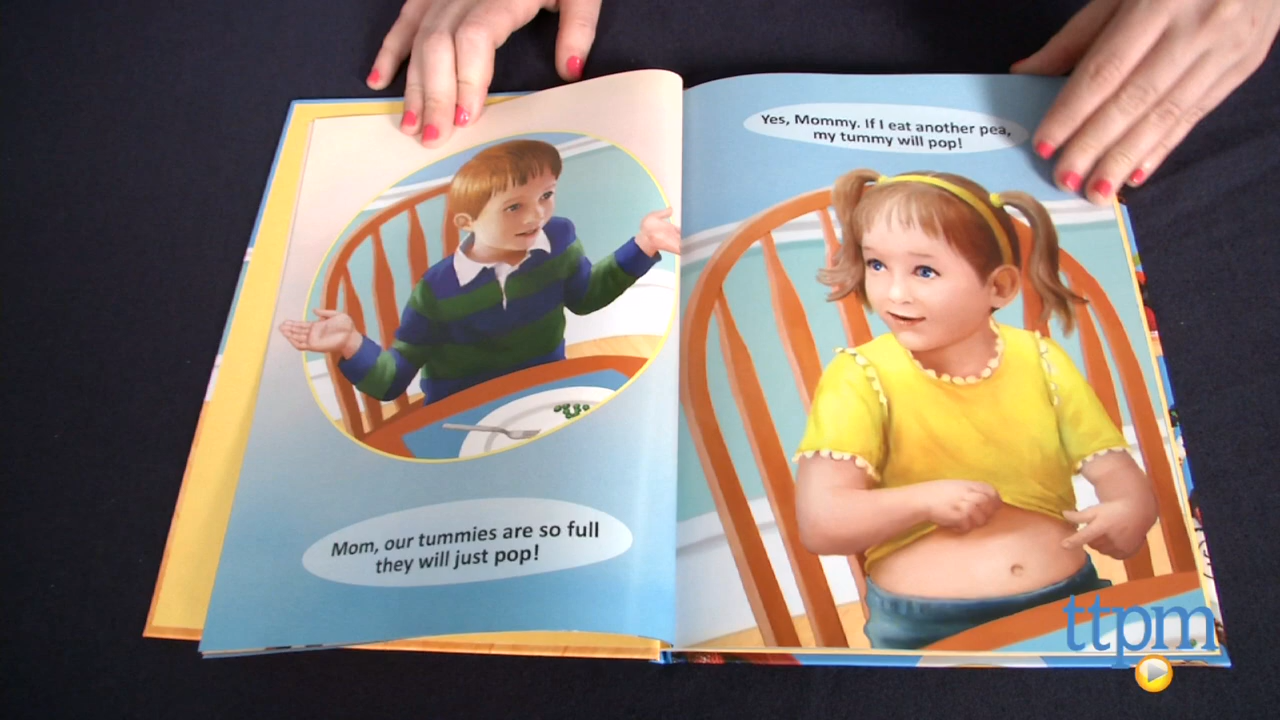 Mom, our tummies are so full
they will just pop!
Yes, Mommy. If I eat another pea,
my tummy will pop!
ttpm